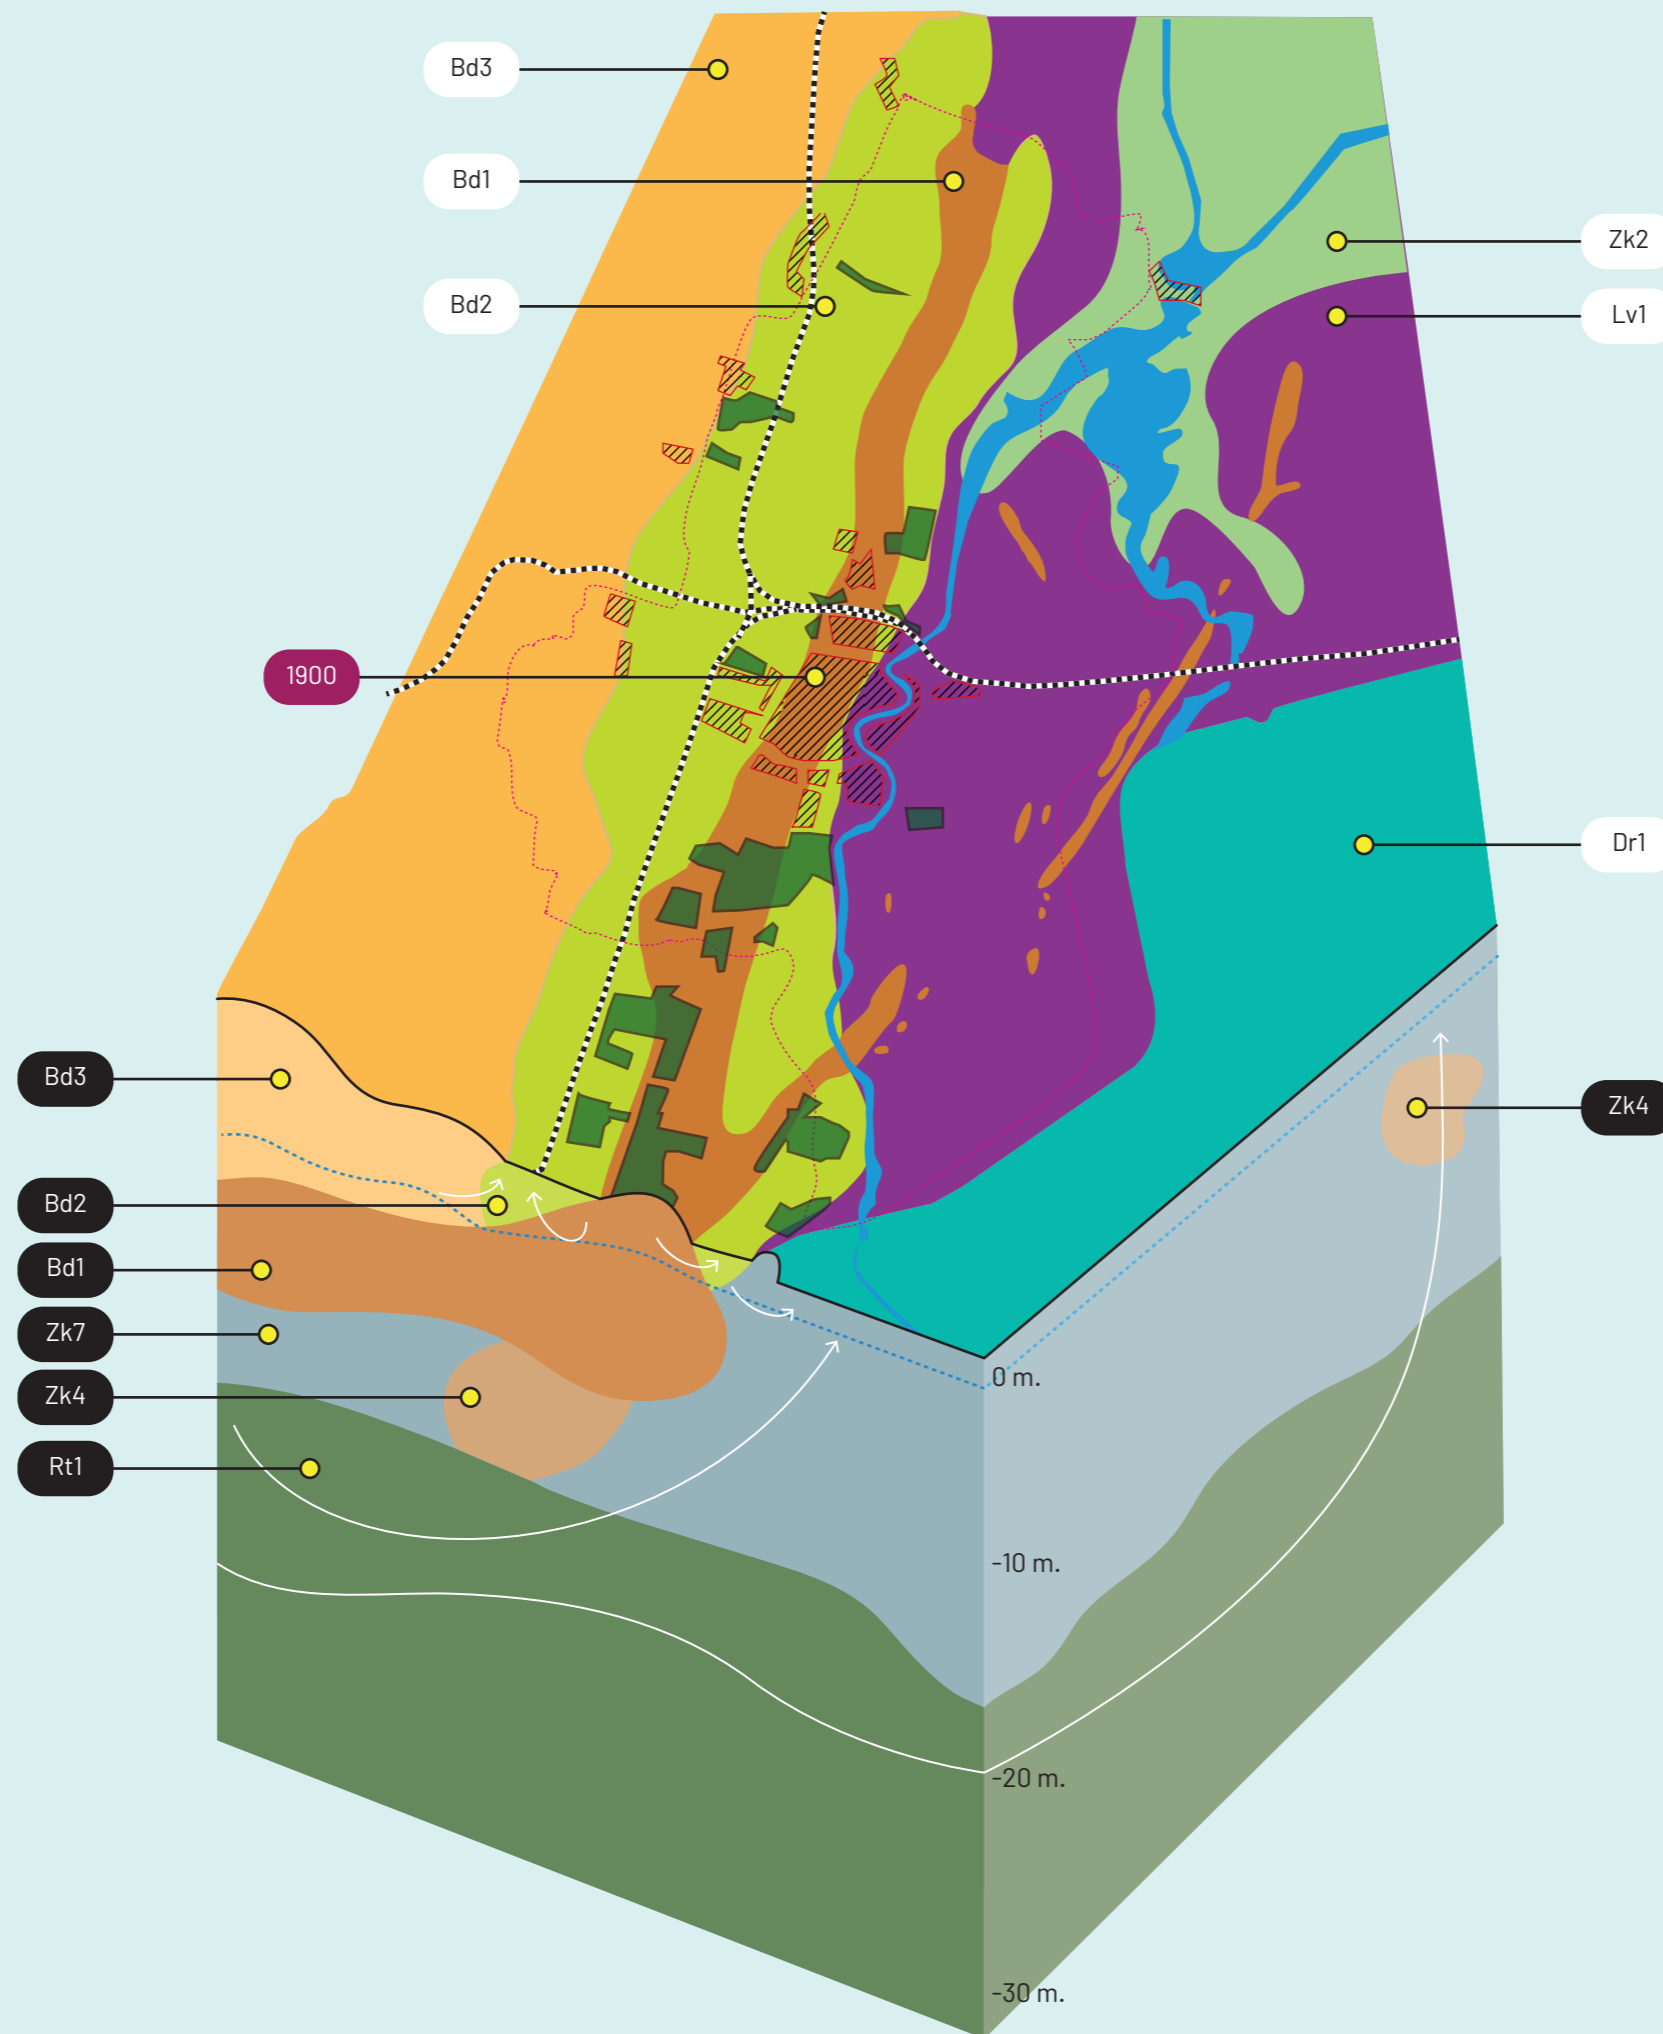 Bd3
Bd1
Zk2
Bd2
Lv1
1900
Dr1
Bd3
Zk4
Bd2
Bd1
Zk7
0 m.
Zk4
Rt1
-10 m.
-20 m.
-30 m.